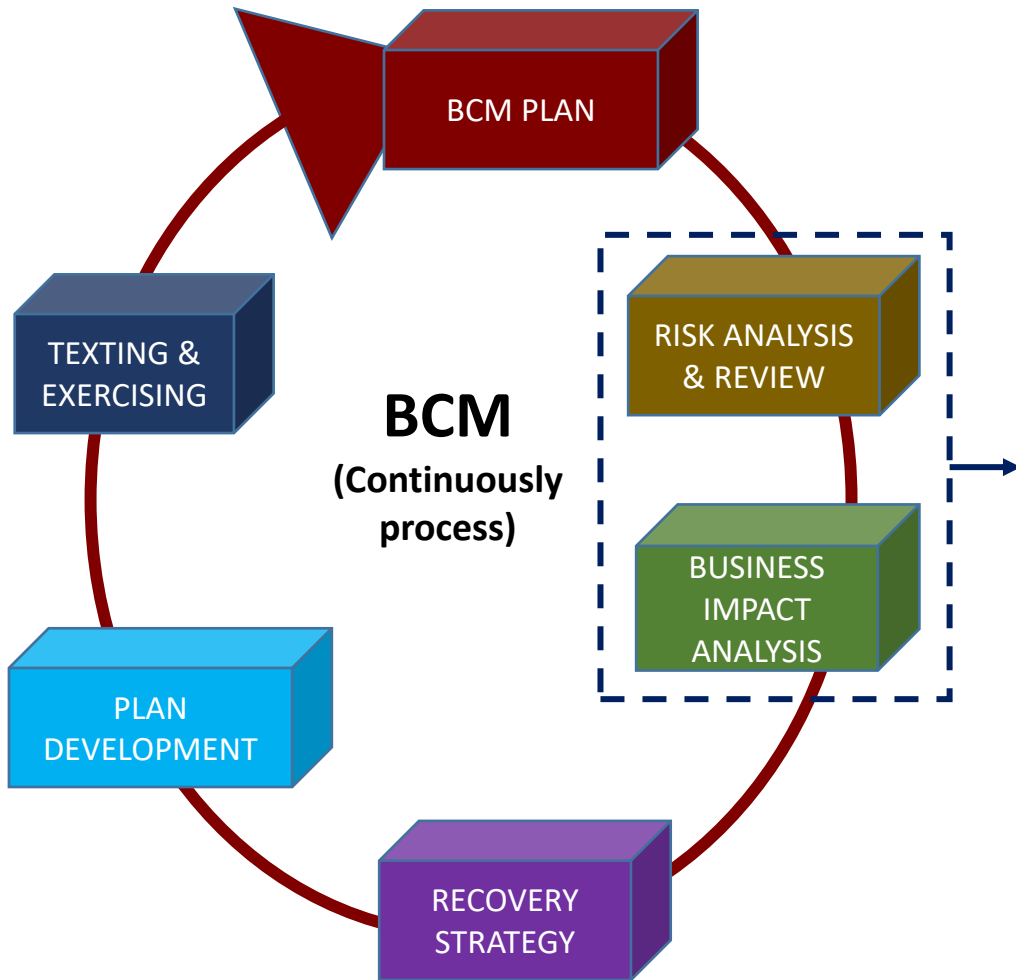 BCM PLAN
RISK ANALYSIS
& REVIEW
BUSINESS
IMPACT
ANALYSIS
RECOVERY
STRATEGY
PLAN
DEVELOPMENT
TEXTING &
EXERCISING
BCM
(Continuously
process)